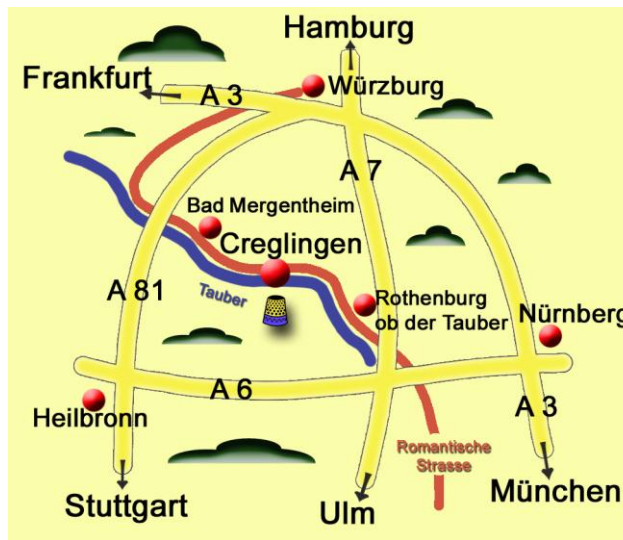 Hamburg
Frankfurt
A 3
Würzburg
A 7
Bad Mergentheim
Creglingen
A 81
Tauber
Rothenburg
ob der Tauber
Nürnberg
A 6
A 3
Heilbronn
Romantische
Strasse
Stuttgart
Ulm
München